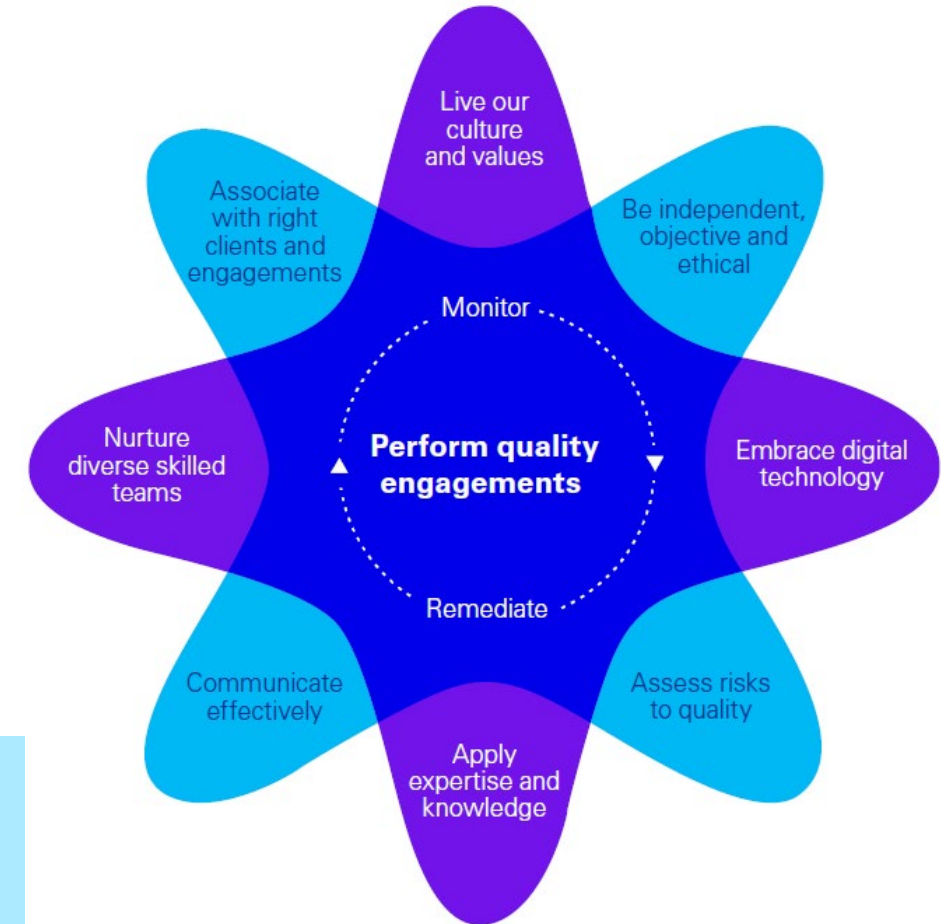 Live our
culture
and values
Be independent,
objective and
ethical
Embrace digital
technology
Assess risks
to quality
Apply
expertise and
knowledge
Communicate
effectively
Nurture
diverse skilled
teams
Associate
with right
clients and
engagements
Monitor
Perform quality
engagements
Remediate